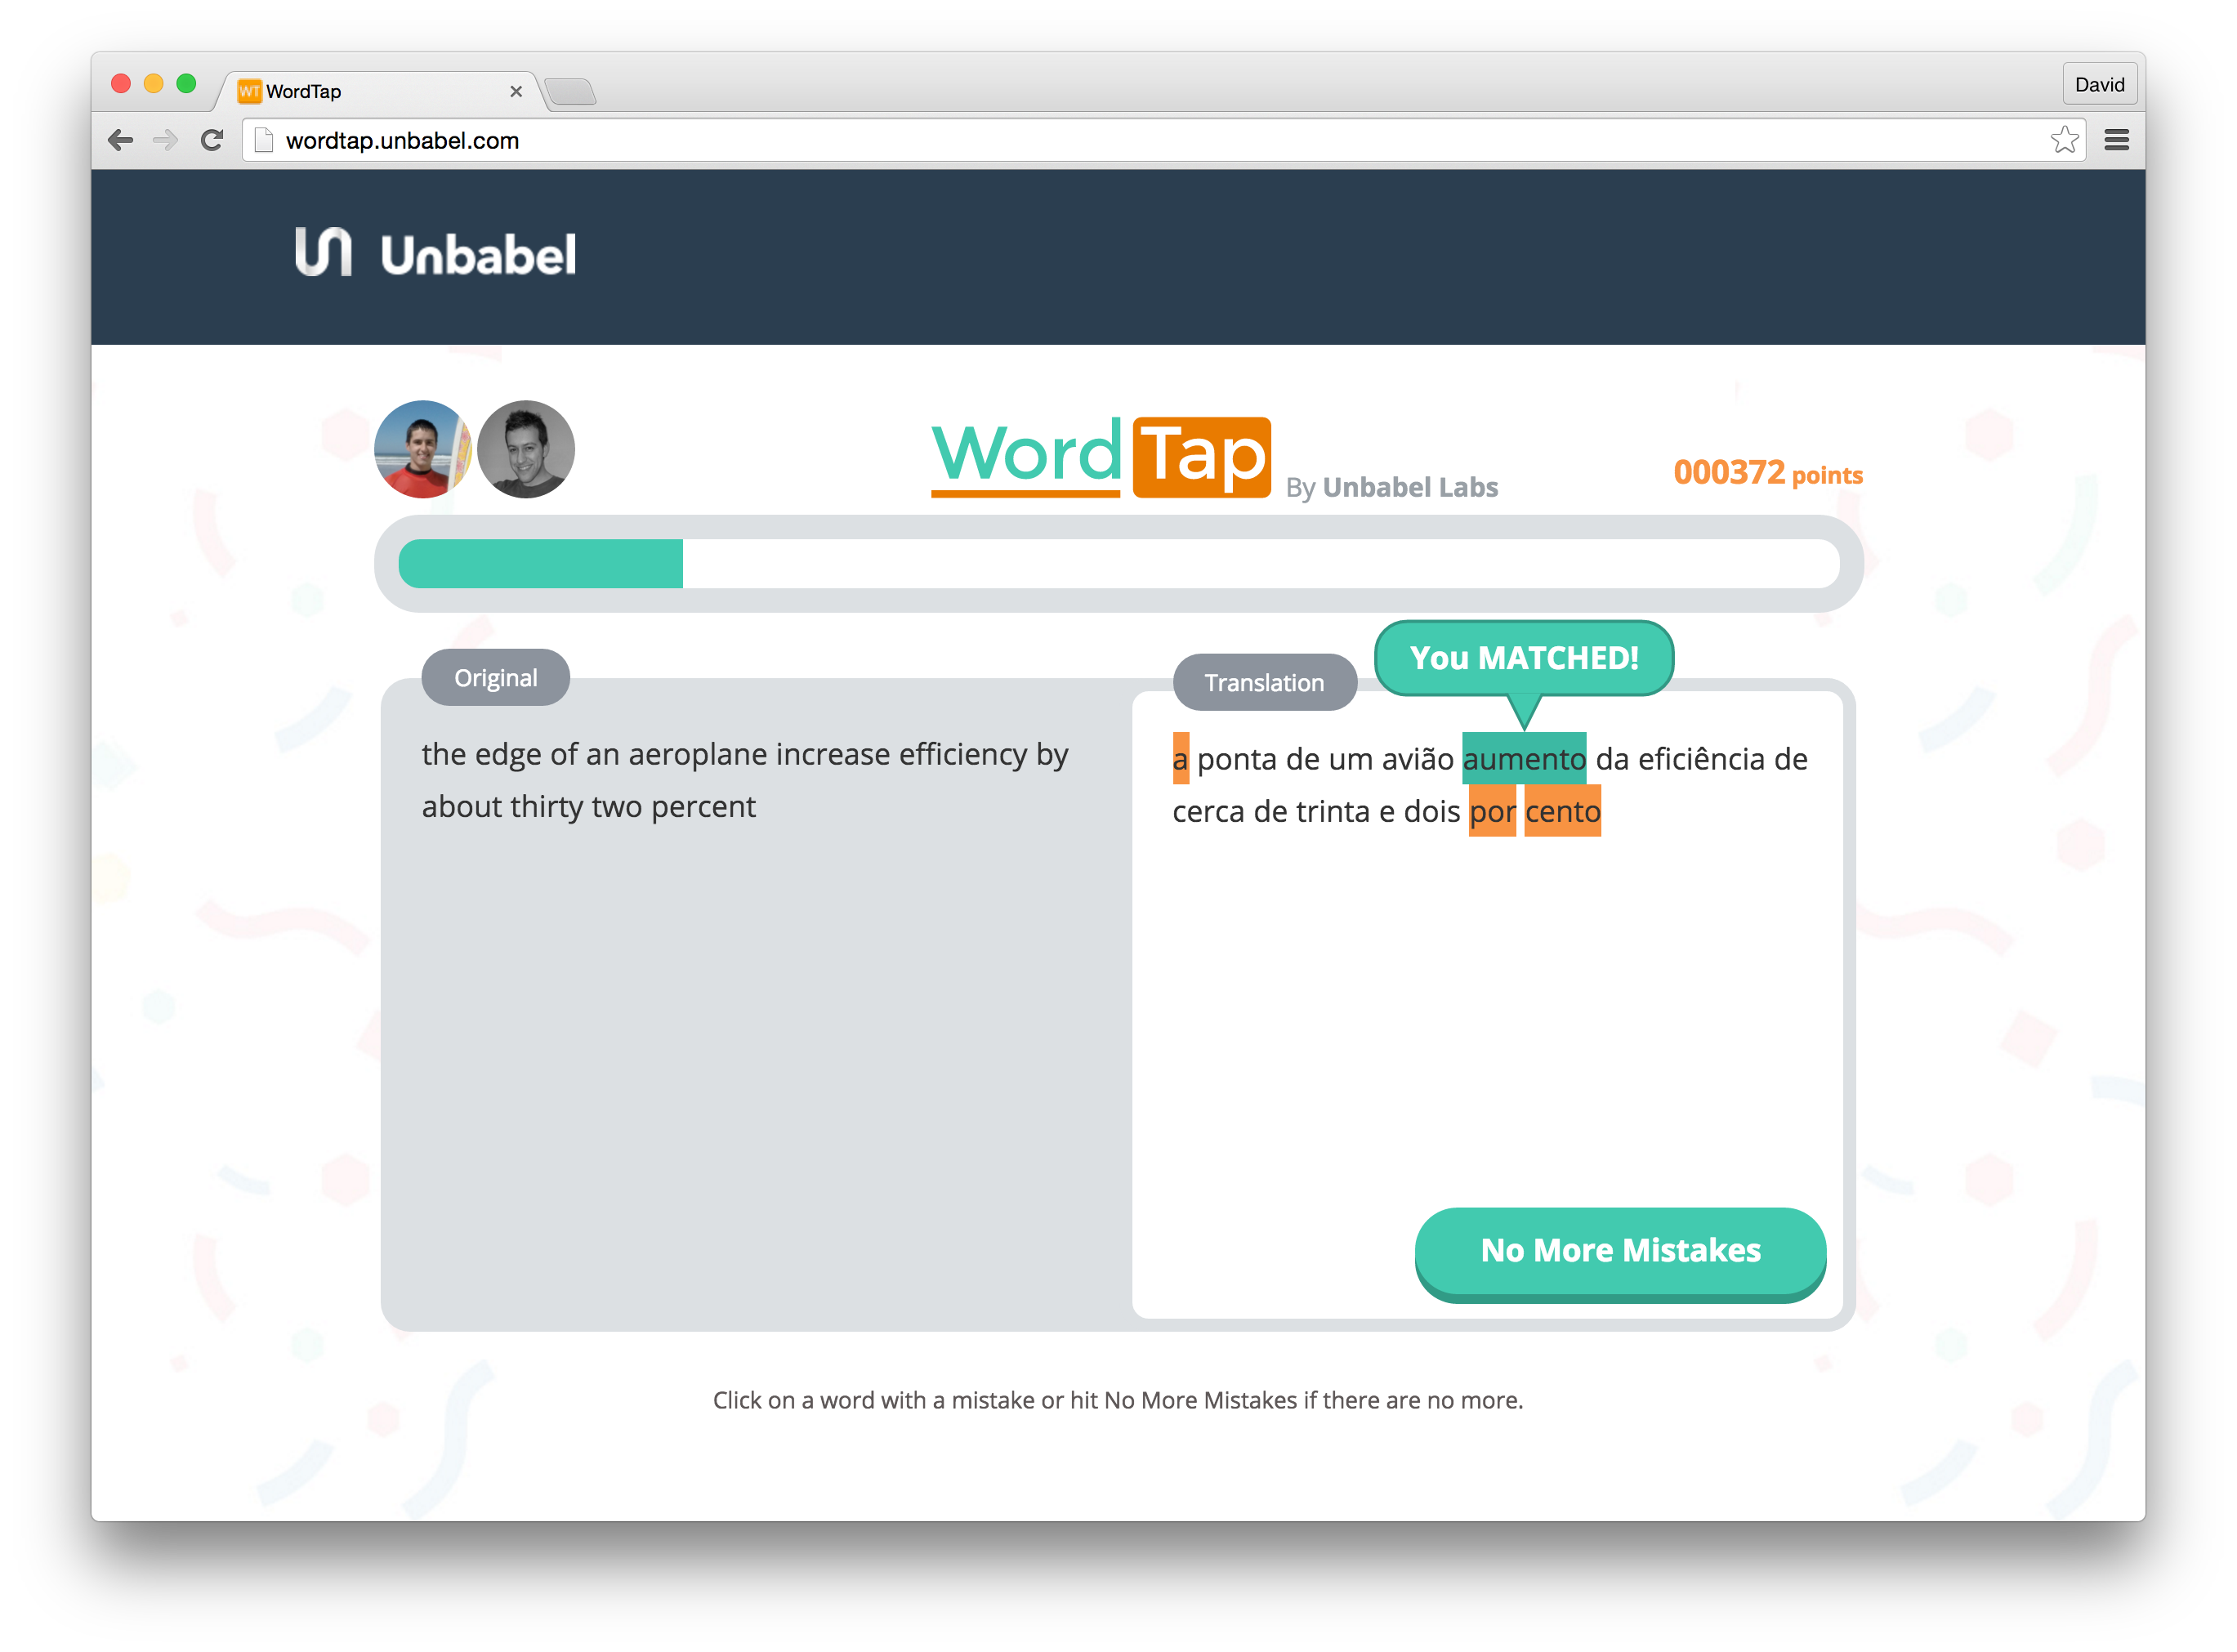 WT WordTap
David
wordtap.unbabel.com
Unbabel
Word Tap By Unbabel Labs
000372 points
You MATCHED!
Original
the edge of an aeroplane increase efficiency by
about thirty two percent
Translation
a ponta de um avião aumento da eficiência de
cerca de trinta e dois por cento
No More Mistakes
Click on a word with a mistake or hit No More Mistakes if there are no more.